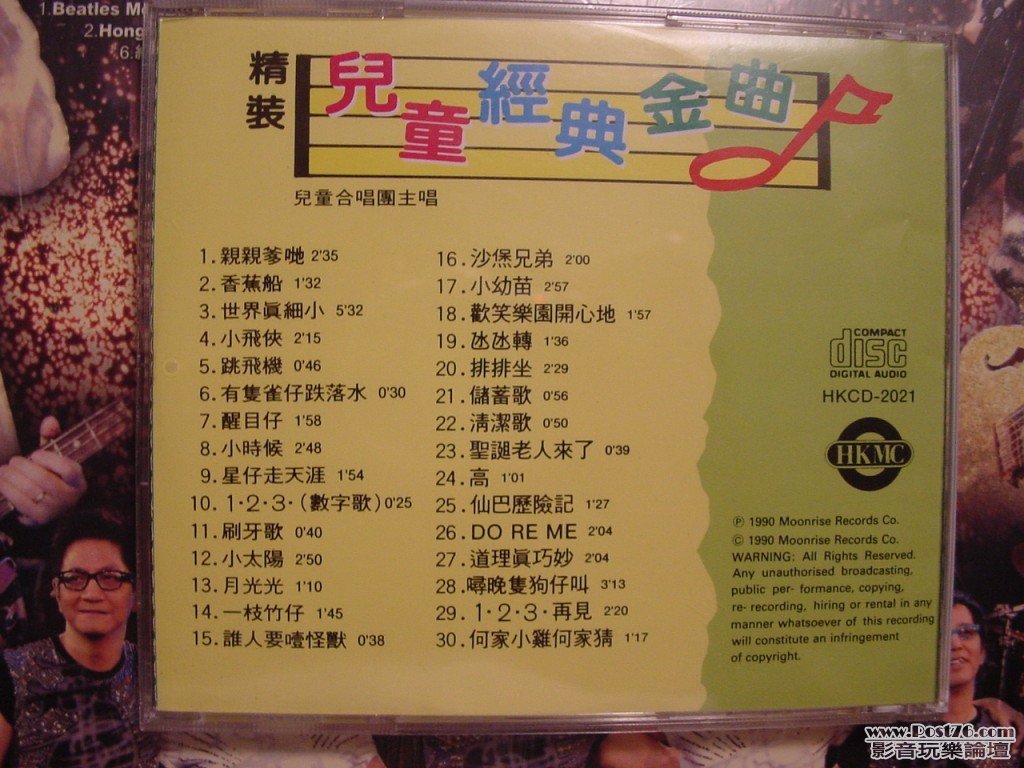 1.Beatles M
2.Hong
6.
精裝
兒童經典金曲
兒童合唱團主唱
1.親親爹哋 2'35
2.香蕉船 1'32
3.世界眞細小 5'32
4.小飛俠 2'15
5.跳飛機 0'46
6.有隻雀仔跌落水 0'30
7.醒目仔 1'58
8.小時候 2'48
9.星仔走天涯 1'54
10.1·2·3·(數字歌) 0'25
11.刷牙歌 0'40
12.小太陽 2'50
13.月光光 1'10
14.一枝竹仔 1'45
15.誰人要噎怪獸 0'38
16.沙煲兄弟 2'00
17.小幼苗 2'57
18.歡笑樂園開心地 1'57
19.氹氹轉 1'36
20.排排坐 2'29
21.儲蓄歌 0'56
22.淸潔歌 0'50
23.聖誕老人來了 0'39
24.高 1'01
25.仙巴歷險記 1'27
26.DO RE ME 2'04
27.道理眞巧妙 2'04
28.嗱晚隻狗仔叫 3'13
29.1·2·3·再見 2'20
30.何家小雞何家猜 1'17
COMPACT
disc
DIGITAL AUDIO
HKCD-2021
HKMC
Ⓟ 1990 Moonrise Records Co.
© 1990 Moonrise Records Co.
WARNING: All Rights Reserved.
Any unauthorised broadcasting,
public per- formance, copying,
re- recording, hiring or rental in any
manner whatsoever of this recording
will constitute an infringement
of copyright.
www.Post76.com
影音玩樂論壇